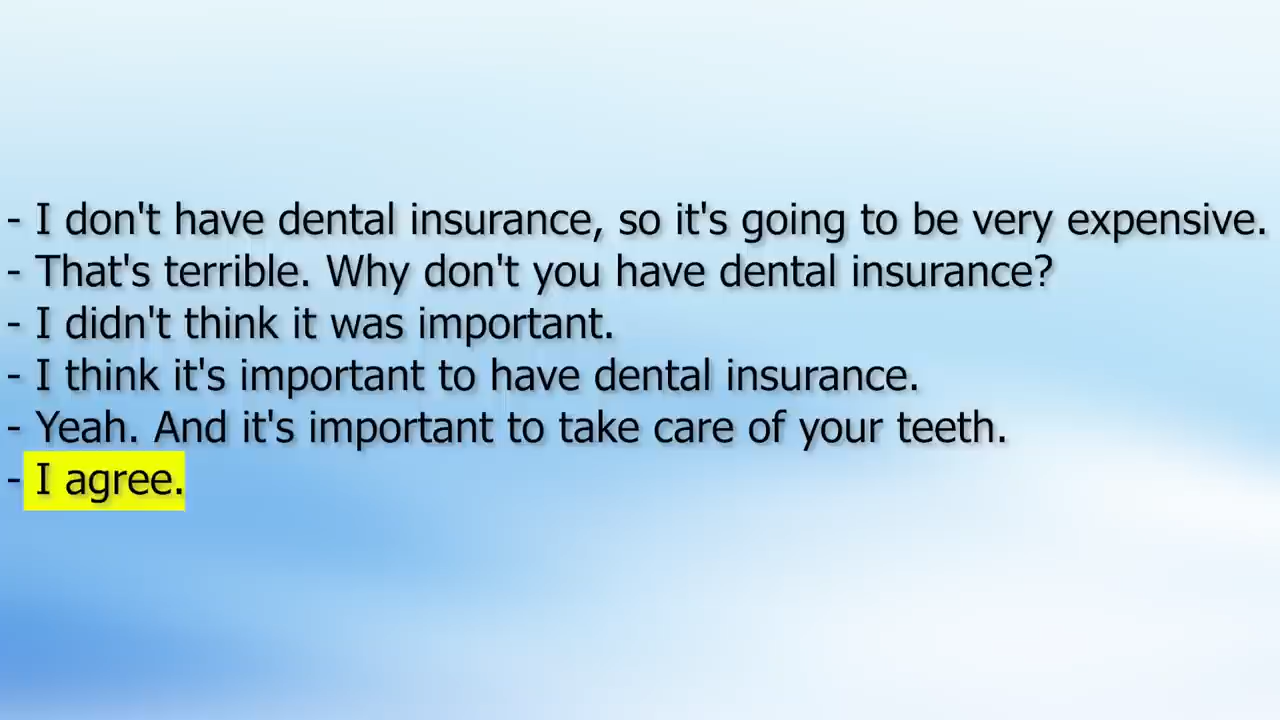 - I don't have dental insurance, so it's going to be very expensive.
- That's terrible. Why don't you have dental insurance?
- I didn't think it was important.
- I think it's important to have dental insurance.
- Yeah. And it's important to take care of your teeth.
- I agree.